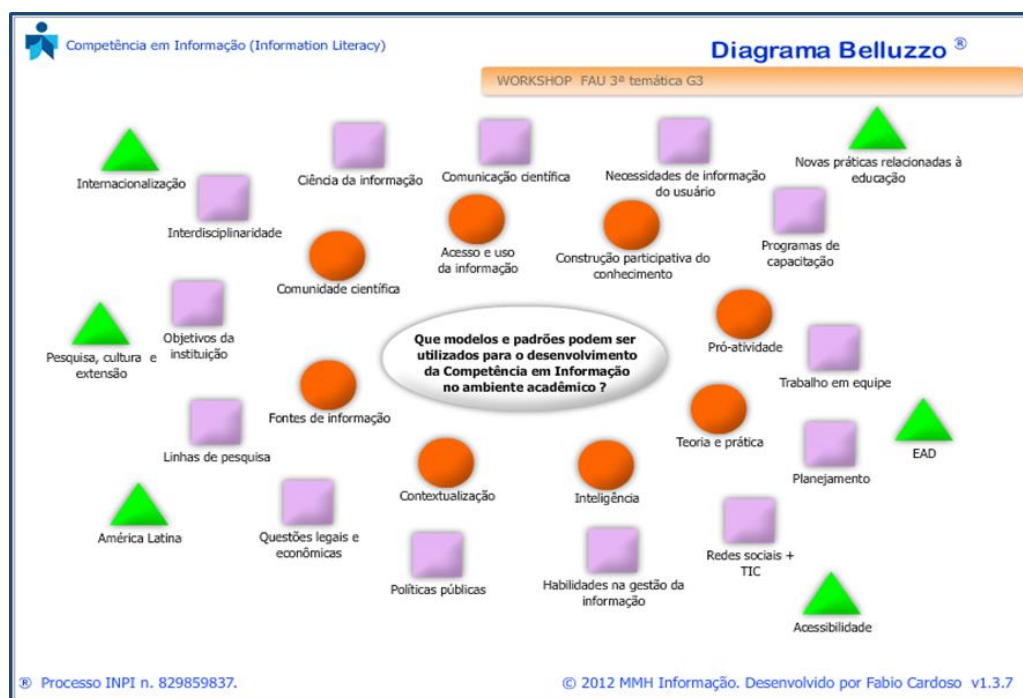 Competência em Informação (Information Literacy)
Diagrama Belluzzo ®
WORKSHOP FAU 3ª temática G3
Internacionalização
Ciência da informação
Comunicação científica
Necessidades de informação
do usuário
Novas práticas relacionadas à
educação
Interdisciplinaridade
Acesso e uso
da informação
Construção participativa do
conhecimento
Programas de
capacitação
Comunidade científica
Objetivos da
instituição
Pesquisa, cultura e
extensão
Que modelos e padrões podem ser
utilizados para o desenvolvimento
da Competência em Informação
no ambiente acadêmico ?
Pró-atividade
Trabalho em equipe
Fontes de informação
Teoria e prática
EAD
Linhas de pesquisa
Contextualização
Inteligência
Planejamento
América Latina
Questões legais e
econômicas
Políticas públicas
Habilidades na gestão da
informação
Redes sociais +
TIC
Acessibilidade
® Processo INPI n. 829859837.
© 2012 MMH Informação. Desenvolvido por Fabio Cardoso v1.3.7